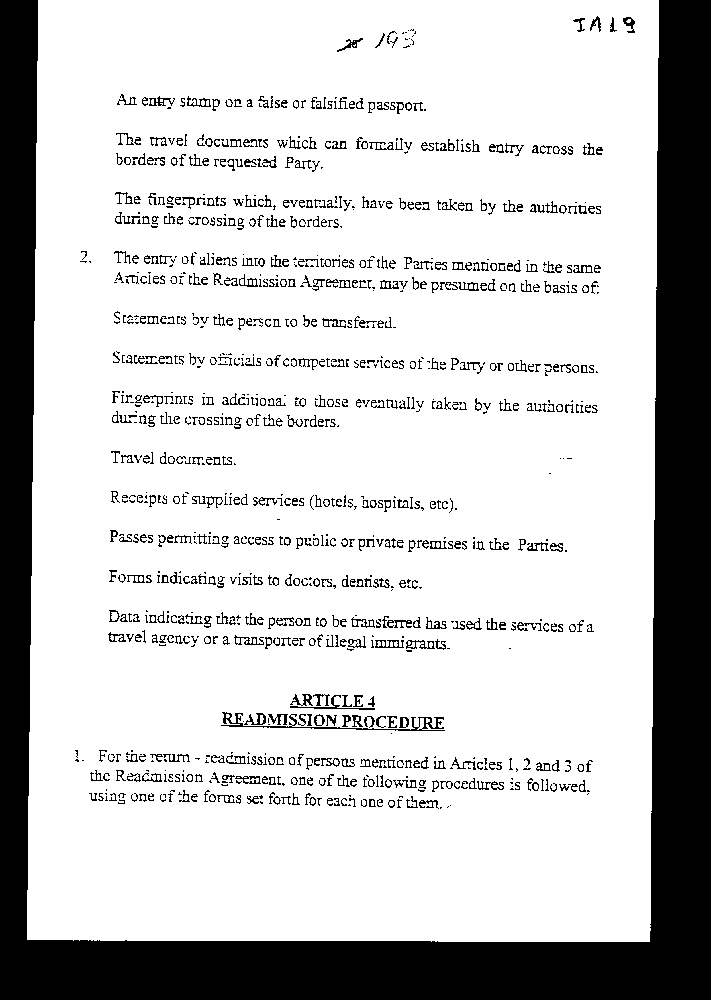 IA19
25 193
An entry stamp on a false or falsified passport.
The travel documents which can formally establish entry across the
borders of the requested Party.
The fingerprints which, eventually, have been taken by the authorities
during the crossing of the borders.
2. The entry of aliens into the territories of the Parties mentioned in the same
Articles of the Readmission Agreement, may be presumed on the basis of:
Statements by the person to be transferred.
Statements by officials of competent services of the Party or other persons.
Fingerprints in additional to those eventually taken by the authorities
during the crossing of the borders.
Travel documents.
Receipts of supplied services (hotels, hospitals, etc).
Passes permitting access to public or private premises in the Parties.
Forms indicating visits to doctors, dentists, etc.
Data indicating that the person to be transferred has used the services of a
travel agency or a transporter of illegal immigrants.
ARTICLE 4
READMISSION PROCEDURE
1. For the return - readmission of persons mentioned in Articles 1, 2 and 3 of
the Readmission Agreement, one of the following procedures is followed,
using one of the forms set forth for each one of them.